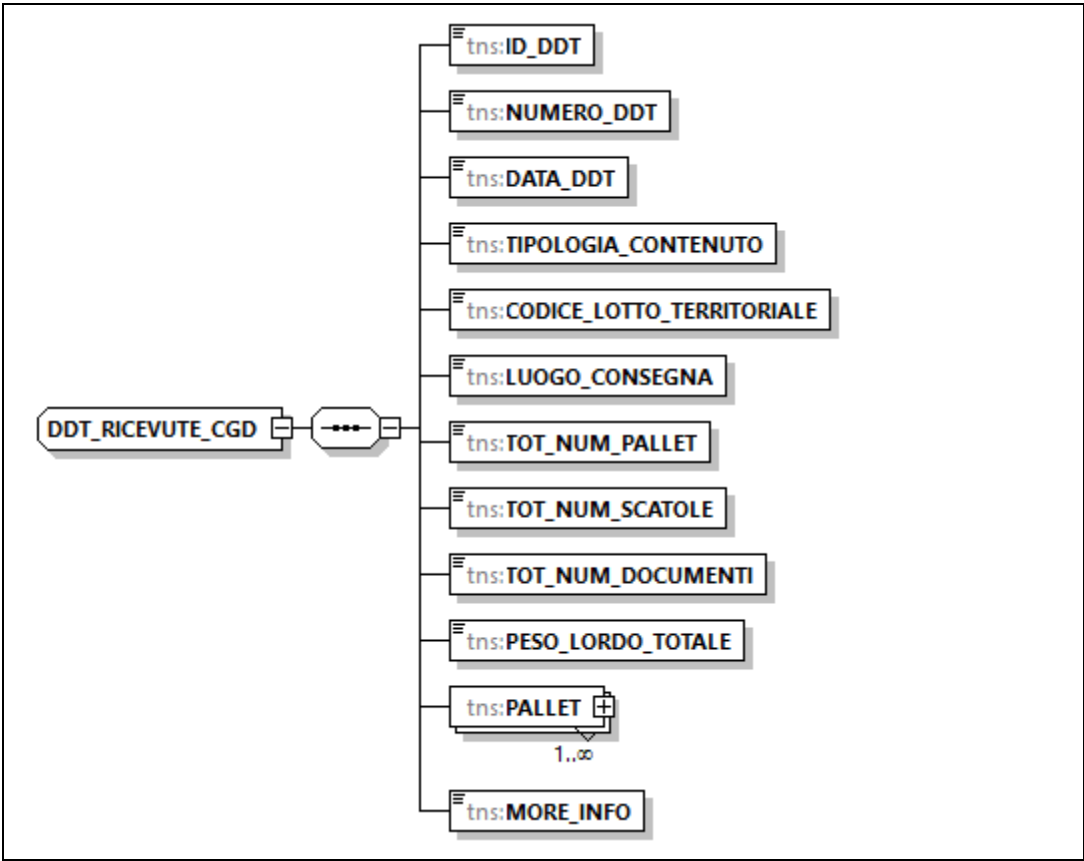 tns:ID_DDT
tns:NUMERO_DDT
tns:DATA_DDT
tns:TIPOLOGIA_CONTENUTO
tns:CODICE_LOTTO_TERRITORIALE
tns:LUOGO_CONSEGNA
DDT_RICEVUTE_CGD
tns:TOT_NUM_PALLET
tns:TOT_NUM_SCATOLE
tns:TOT_NUM_DOCUMENTI
tns:PESO_LORDO_TOTALE
tns:PALLET
1..∞
tns:MORE_INFO